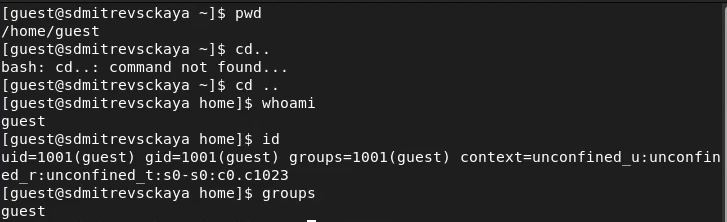 [guest@sdmitrevsckaya ~]$ pwd
/home/guest
[guest@sdmitrevsckaya ~]$ cd..
bash: cd..: command not found...
[guest@sdmitrevsckaya ~]$ cd ..
[guest@sdmitrevsckaya home]$ whoami
guest
[guest@sdmitrevsckaya home]$ id
uid=1001(guest) gid=1001(guest) groups=1001(guest) context=unconfined_u:unconfin
ed_r:unconfined_t:s0-s0:c0.c1023
[guest@sdmitrevsckaya home]$ groups
guest